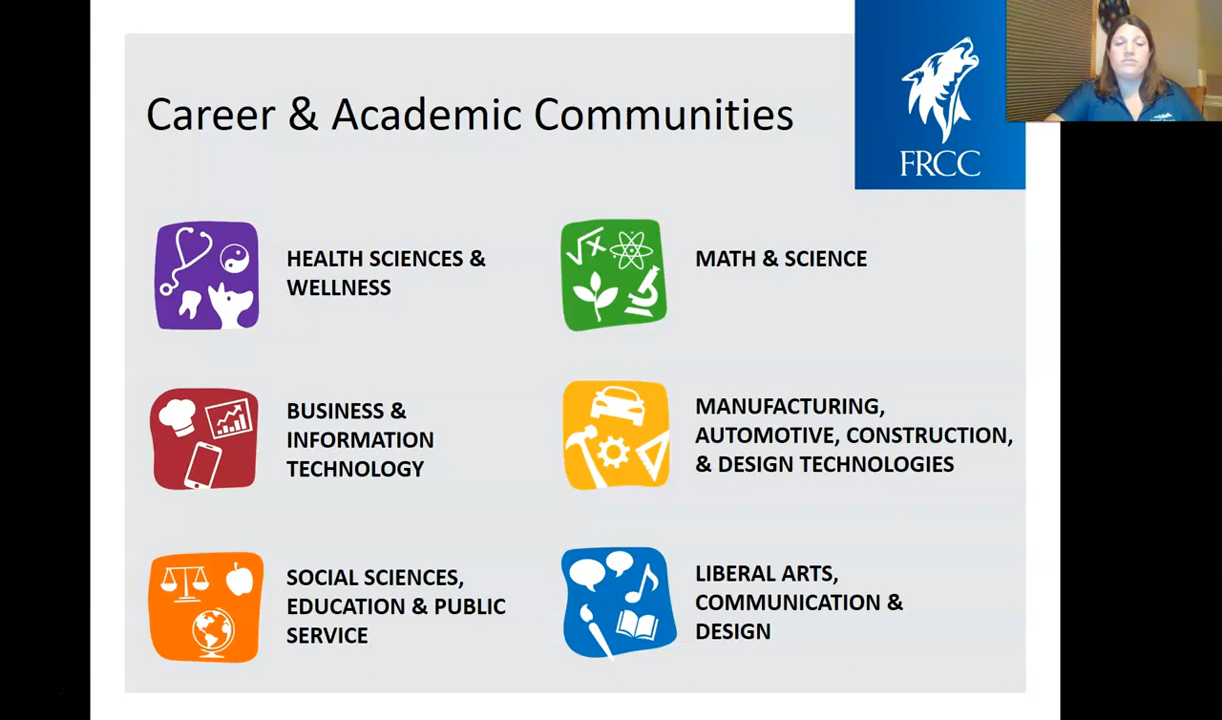 Career & Academic Communities
FRCC
HEALTH SCIENCES &
WELLNESS
MATH & SCIENCE
BUSINESS &
INFORMATION
TECHNOLOGY
MANUFACTURING,
AUTOMOTIVE, CONSTRUCTION,
& DESIGN TECHNOLOGIES
SOCIAL SCIENCES,
EDUCATION & PUBLIC
SERVICE
LIBERAL ARTS,
COMMUNICATION &
DESIGN